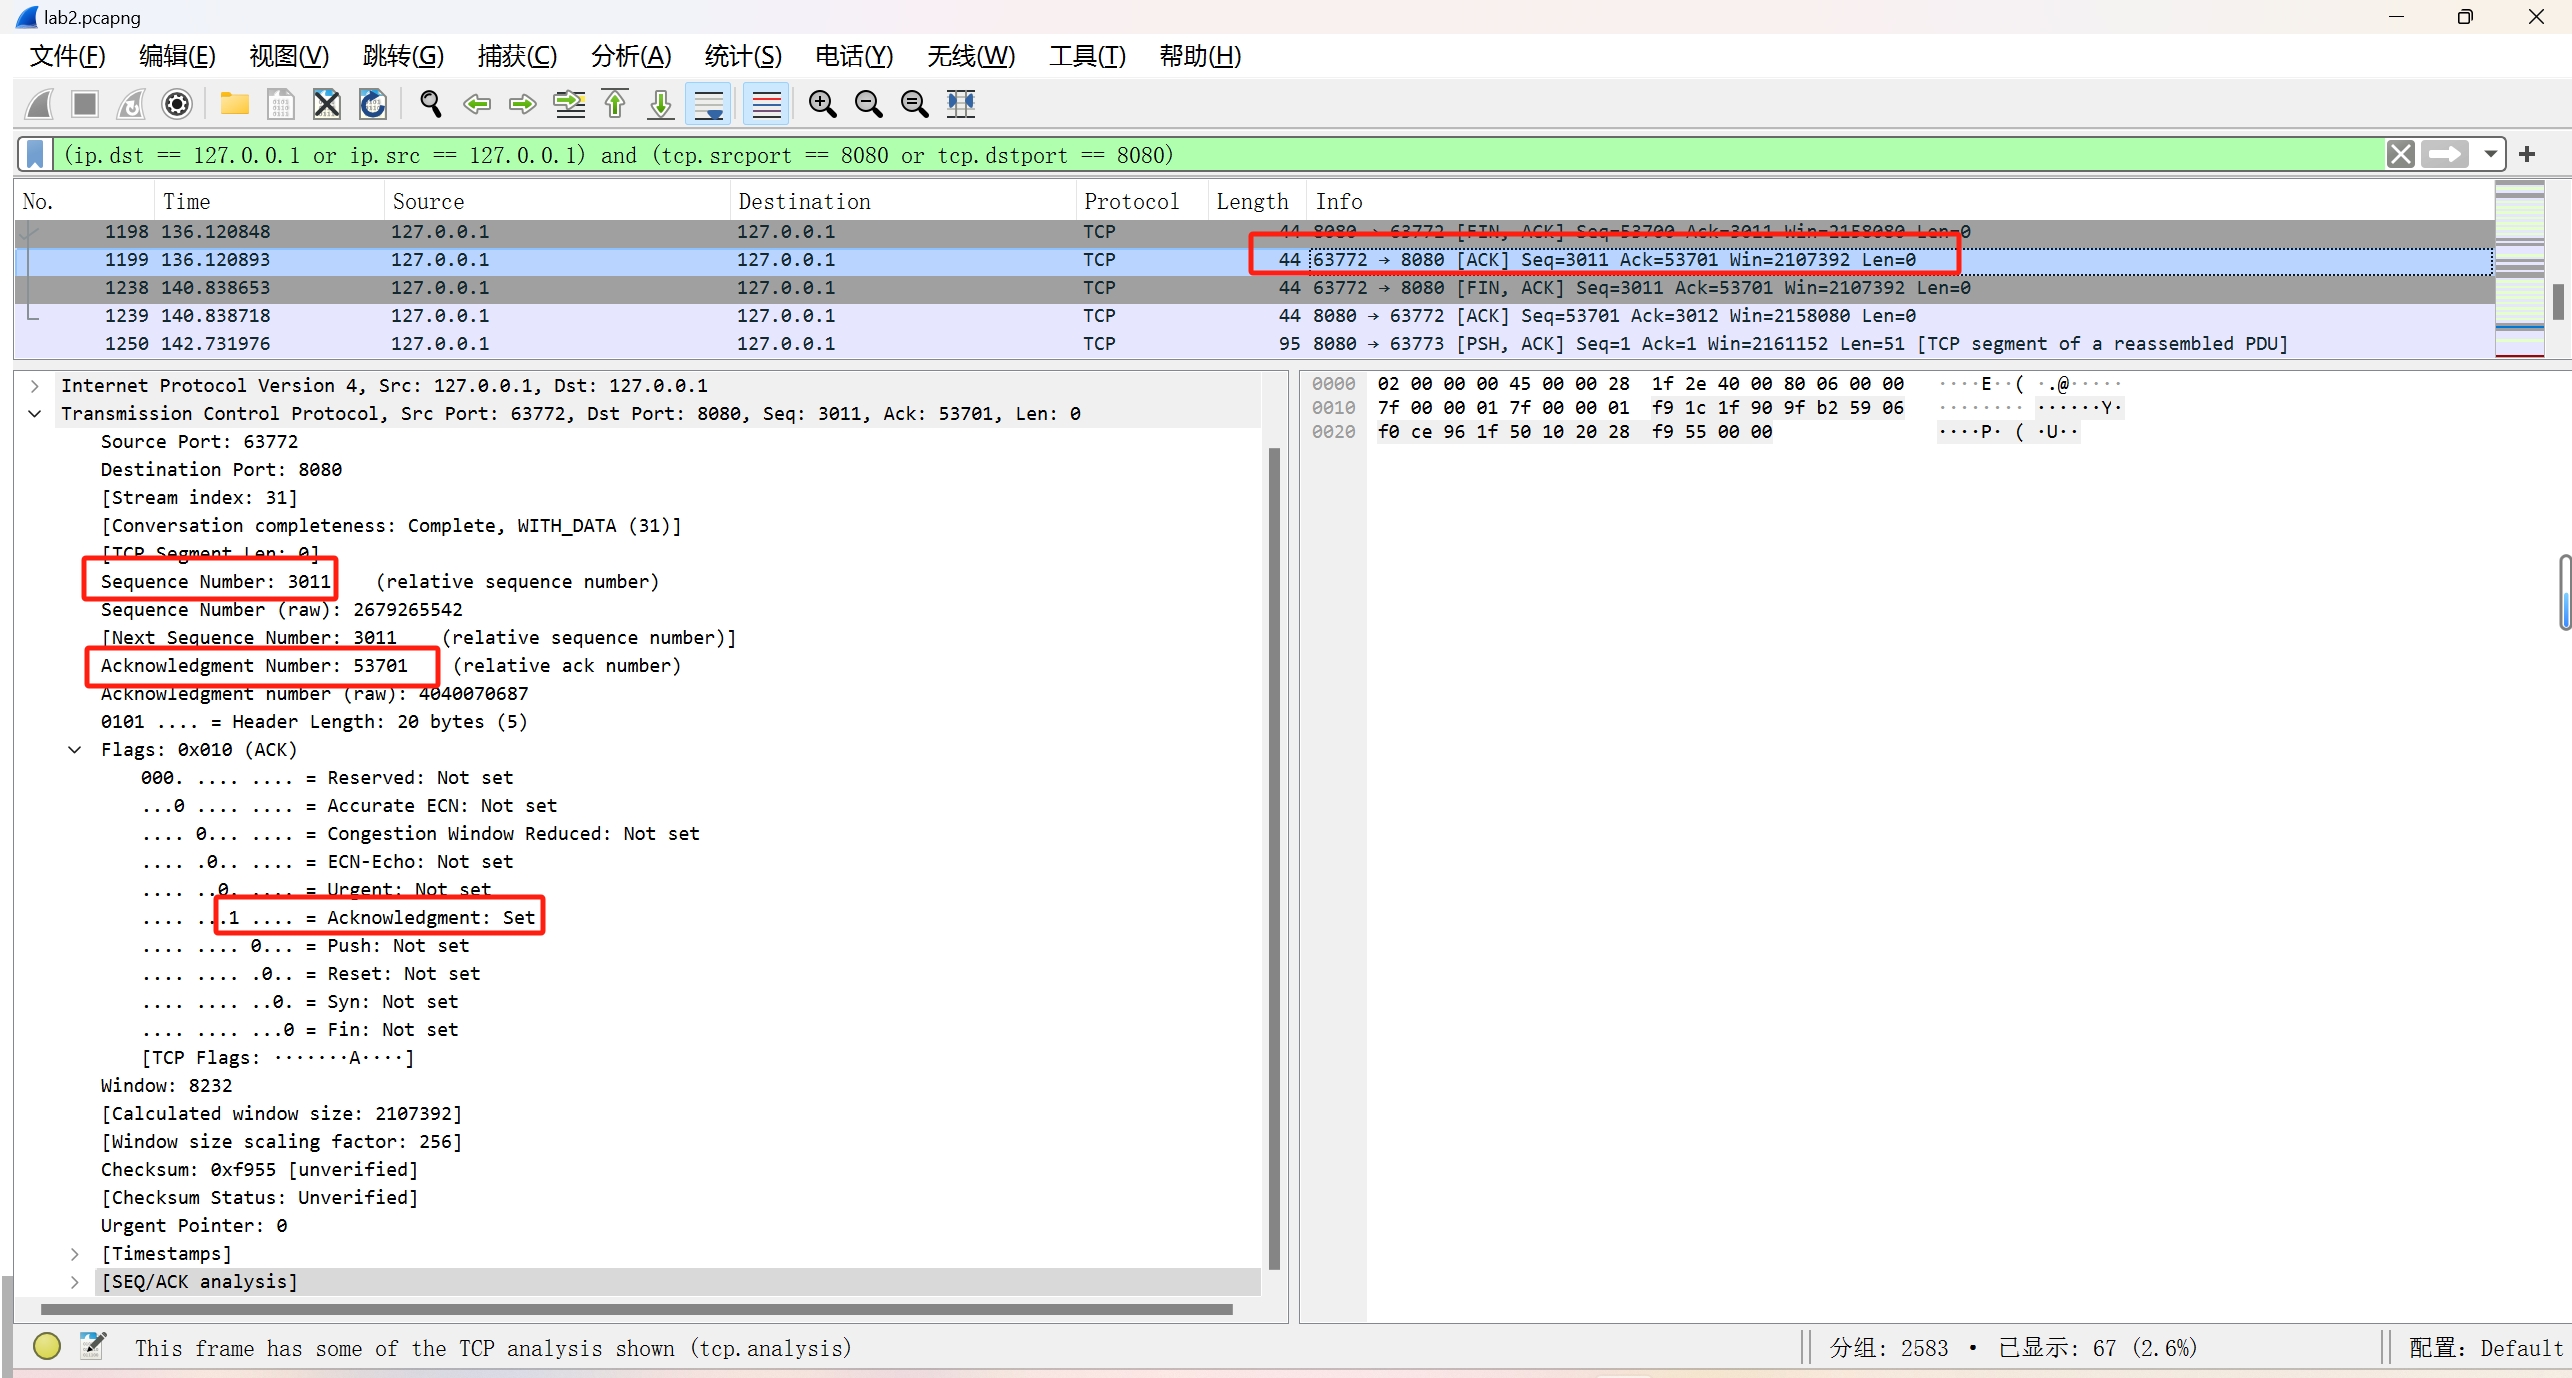 lab2.pcapng
文件(F) 编辑(E) 视图(V) 跳转(G) 捕获(C) 分析(A) 统计(S) 电话(Y) 无线(W) 工具(T) 帮助(H)
(ip.dst == 127.0.0.1 or ip.src == 127.0.0.1) and (tcp.srcport == 8080 or tcp.dstport == 8080)
No. Time Source Destination Protocol Length Info
1198 136.120848 127.0.0.1 127.0.0.1 TCP 44 8080 → 63772 [FIN, ACK] Seq=53700 Ack=3011 Win=2158080 Len=0
1199 136.120893 127.0.0.1 127.0.0.1 TCP 44 63772 → 8080 [ACK] Seq=3011 Ack=53701 Win=2107392 Len=0
1238 140.838653 127.0.0.1 127.0.0.1 TCP 44 63772 → 8080 [FIN, ACK] Seq=3011 Ack=53701 Win=2107392 Len=0
1239 140.838718 127.0.0.1 127.0.0.1 TCP 44 8080 → 63772 [ACK] Seq=53701 Ack=3012 Win=2158080 Len=0
1250 142.731976 127.0.0.1 127.0.0.1 TCP 95 8080 → 63773 [PSH, ACK] Seq=1 Ack=1 Win=2161152 Len=51 [TCP segment of a reassembled PDU]
Internet Protocol Version 4, Src: 127.0.0.1, Dst: 127.0.0.1
Transmission Control Protocol, Src Port: 63772, Dst Port: 8080, Seq: 3011, Ack: 53701, Len: 0
Source Port: 63772
Destination Port: 8080
[Stream index: 31]
[Conversation completeness: Complete, WITH_DATA (31)]
[TCP Segment Len: 0]
Sequence Number: 3011 (relative sequence number)
Sequence Number (raw): 2679265542
[Next Sequence Number: 3011 (relative sequence number)]
Acknowledgment Number: 53701 (relative ack number)
Acknowledgment number (raw): 4040070687
0101 .... = Header Length: 20 bytes (5)
Flags: 0x010 (ACK)
000. .... .... = Reserved: Not set
...0 .... .... = Accurate ECN: Not set
.... 0... .... = Congestion Window Reduced: Not set
.... .0.. .... = ECN-Echo: Not set
.... ..0. .... = Urgent: Not set
.... ...1 .... = Acknowledgment: Set
.... .... 0... = Push: Not set
.... .... .0.. = Reset: Not set
.... .... ..0. = Syn: Not set
.... .... ...0 = Fin: Not set
[TCP Flags: ·······A····]
Window: 8232
[Calculated window size: 2107392]
[Window size scaling factor: 256]
Checksum: 0xf955 [unverified]
[Checksum Status: Unverified]
Urgent Pointer: 0
[Timestamps]
[SEQ/ACK analysis]
0000 02 00 00 00 45 00 00 28 1f 2e 40 00 80 06 00 00 ····E··( ·.@·····
0010 7f 00 00 01 7f 00 00 01 f9 1c 1f 90 9f b2 59 06 ········ ······Y·
0020 f0 ce 96 1f 50 10 20 28 f9 55 00 00 ····P· ( ·U··
This frame has some of the TCP analysis shown (tcp.analysis)
分组: 2583 · 已显示: 67 (2.6%)
配置: Default